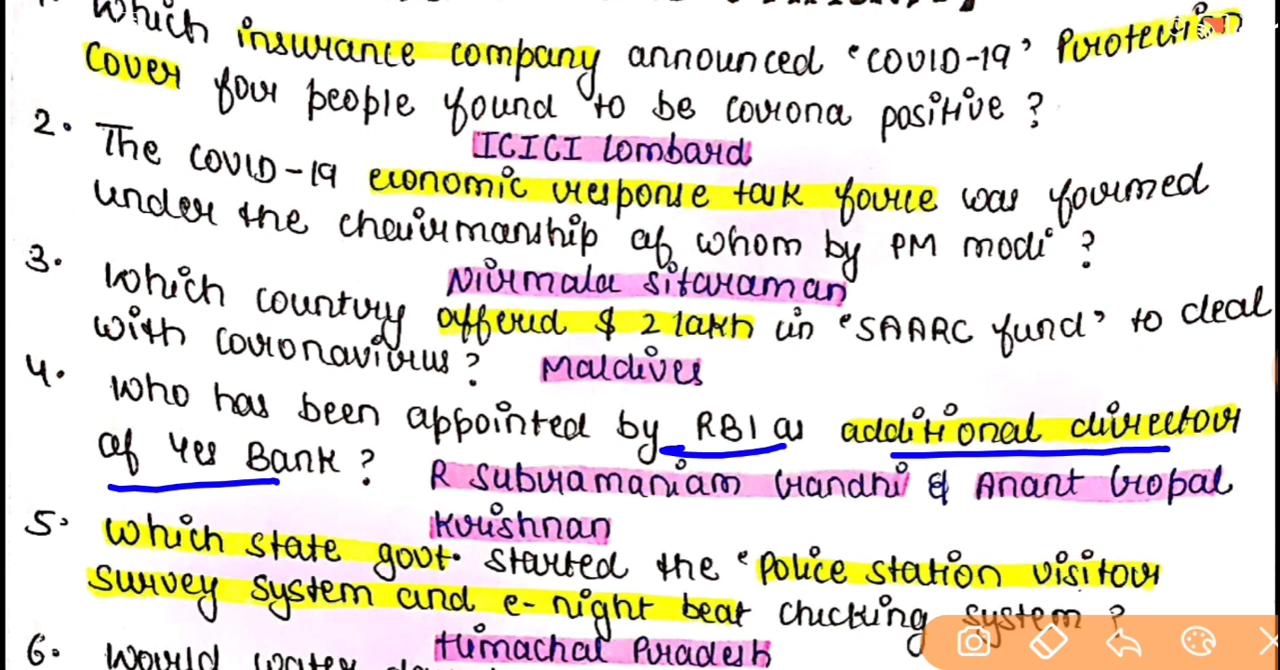 Which insurance company announced 'COVID-19' Protection
Cover for people found to be corona positive ?
ICICI Lombard
2. The COVID-19 economic response task force was formed
under the chairmanship of whom by PM modi ?
Nirmala Sitaraman
3. Which country offerd $ 2 lakh in "SAARC fund" to deal
with coronavirus ? Maldives
4. Who has been appointed by RBI as additional director
of Yes Bank ? R Subramaniam Gandhi & Anant Gopal
Krishnan
5. Which state govt. started the "Police station visitor
survey system and e-night beat checking system ?
Himachal Pradesh
6. World water